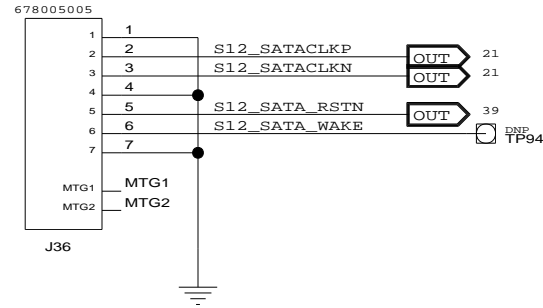 678005005
1 1
2 2 S12_SATACLKP OUT 21
3 3 S12_SATACLKN OUT 21
4 4
5 5 S12_SATA_RSTN OUT 39
6 6 S12_SATA_WAKE DNP
TP94
7 7
MTG1 MTG1
MTG2 MTG2
J36